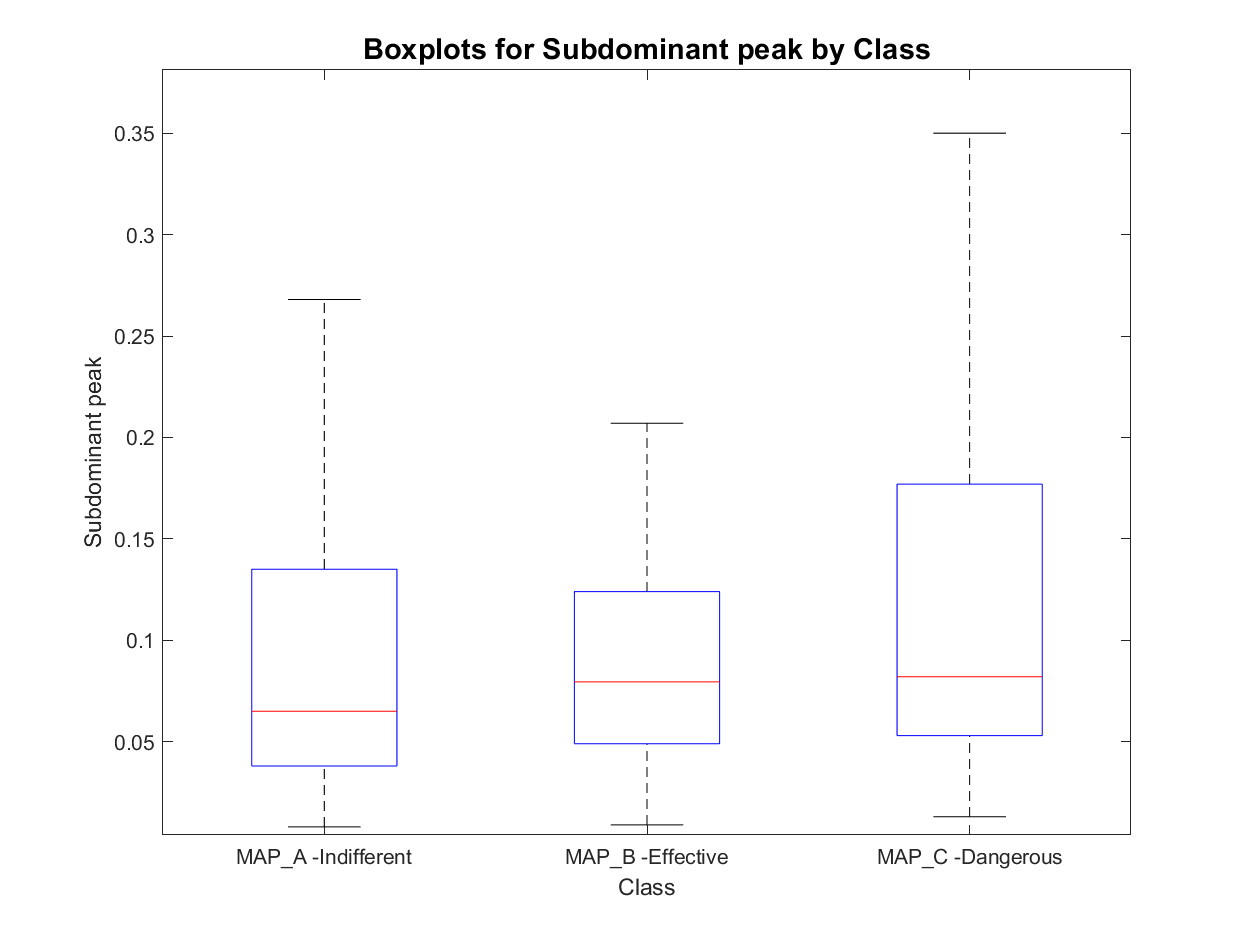 Boxplots for Subdominant peak by Class
0.35
0.3
0.25
0.2
0.15
0.1
0.05
Subdominant peak
MAP_A -Indifferent
MAP_B -Effective
MAP_C -Dangerous
Class